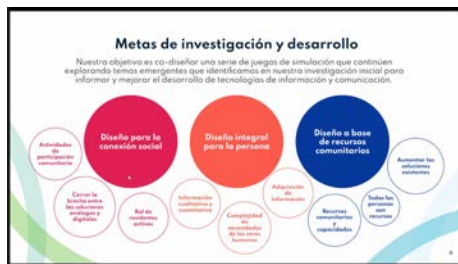 Metas de investigación y desarrollo
Nuestra objetivo es co-diseñar una serie de juegas de simulación que continúen
explorando temas emergentes que identificamos en nuestra investigación inicial para
informar y mejorar el desarrollo de tecnologías de información y comunicación.
Diseño para la
conexión social
Diseño integral
para la persona
Diseño a base
de recursos
comunitarios
Actividades
de
participación
comunitaria
Cerrar la
brecha entre
las soluciones
análogas y
digitales
Rol de
residentes
activos
Información
cualitativa y
cuantitativa
Complejidad
de
necesidades
de los seres
humanos
Adquisición
de
información
Recursos
comunitarios y
capacidades
Todas las
personas
son
recursos
Aumentar las
soluciones
existentes